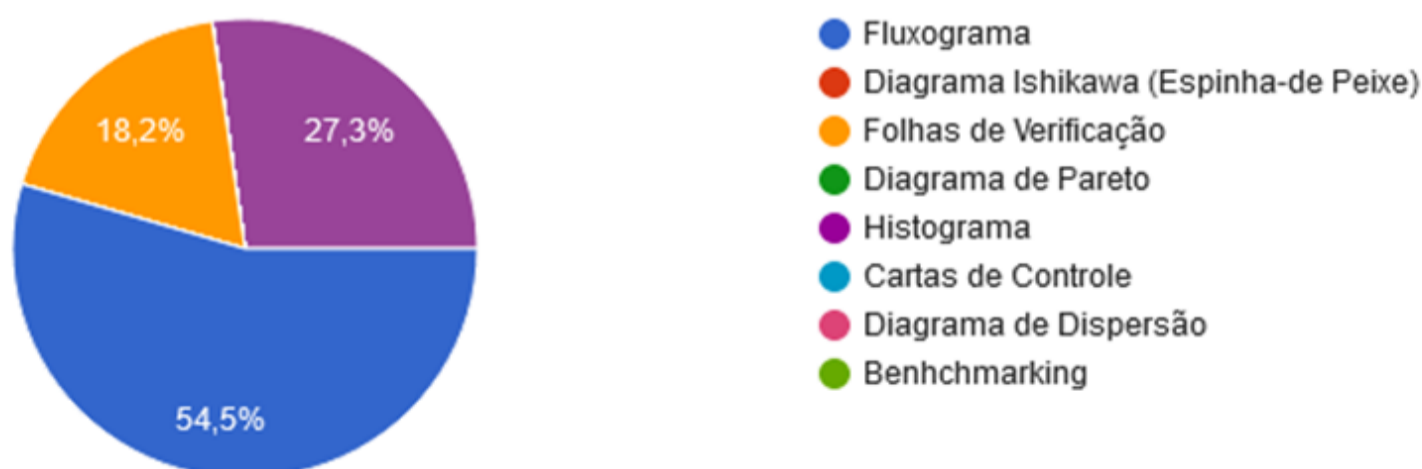 18,2%
27,3%
54,5%
Fluxograma
Diagrama Ishikawa (Espinha-de Peixe)
Folhas de Verificação
Diagrama de Pareto
Histograma
Cartas de Controle
Diagrama de Dispersão
Benhchmarking